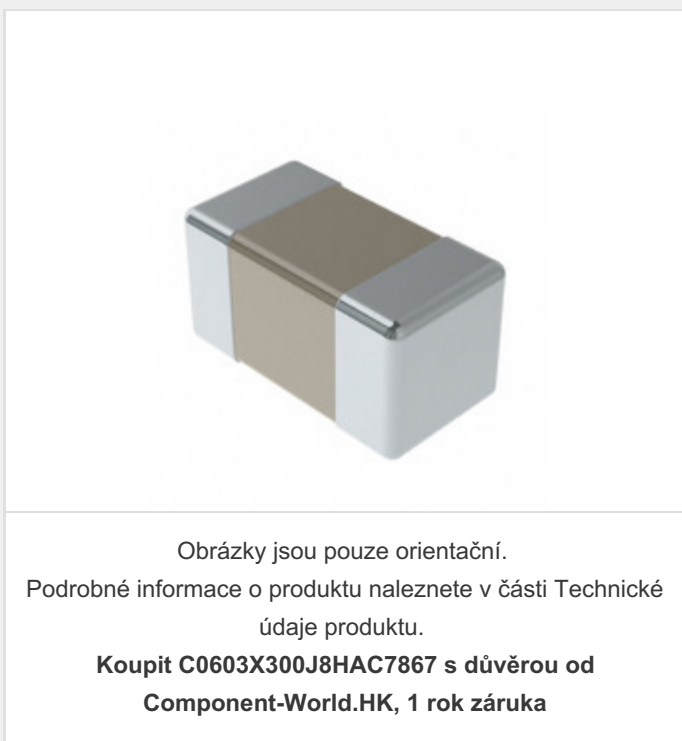 Obrázky jsou pouze orientační.
Podrobné informace o produktu naleznete v části Technické
údaje produktu.
Koupit C0603X300J8HAC7867 s důvěrou od
Component-World.HK, 1 rok záruka